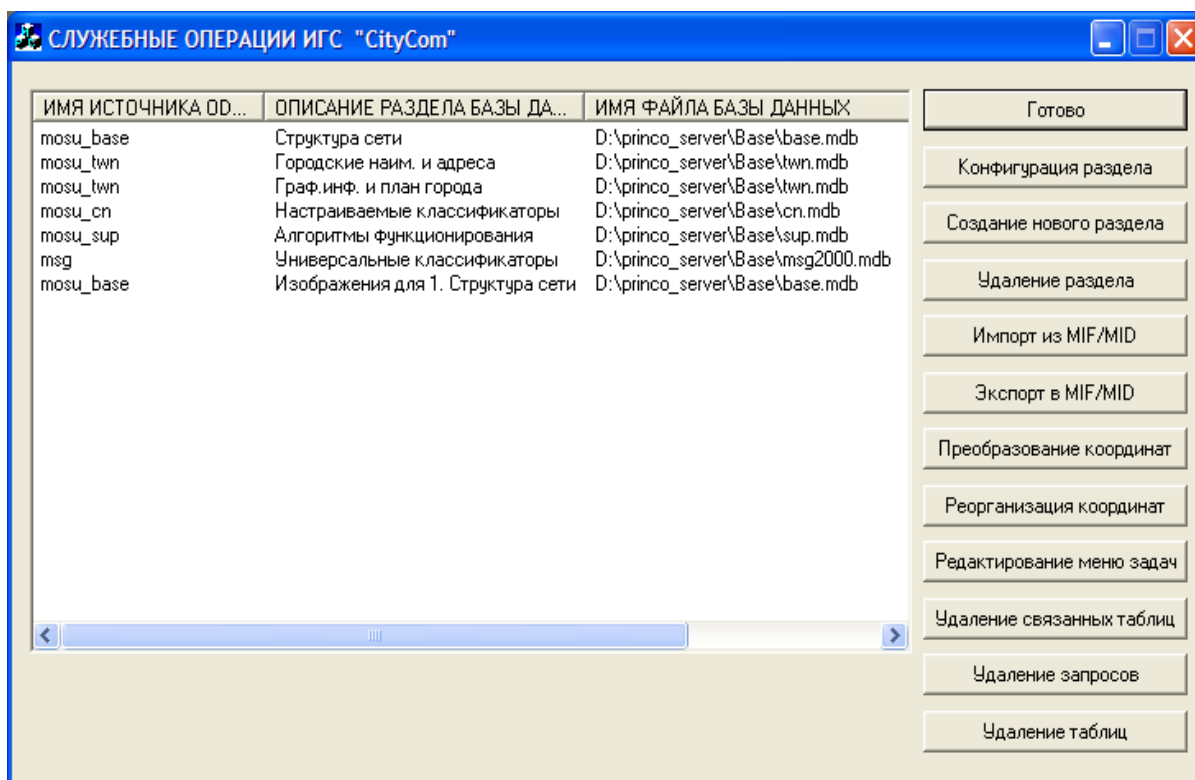 СЛУЖЕБНЫЕ ОПЕРАЦИИ ИГС "CityCom"
ИМЯ ИСТОЧНИКА OD... ОПИСАНИЕ РАЗДЕЛА БАЗЫ ДА... ИМЯ ФАЙЛА БАЗЫ ДАННЫХ
mosu_base Структура сети D:\princo_server\Base\base.mdb
mosu_twn Городские наим. и адреса D:\princo_server\Base\twn.mdb
mosu_twn Граф.инф. и план города D:\princo_server\Base\twn.mdb
mosu_cn Настраиваемые классификаторы D:\princo_server\Base\cn.mdb
mosu_sup Алгоритмы функционирования D:\princo_server\Base\sup.mdb
msg Универсальные классификаторы D:\princo_server\Base\msg2000.mdb
mosu_base Изображения для 1. Структура сети D:\princo_server\Base\base.mdb
Готово
Конфигурация раздела
Создание нового раздела
Удаление раздела
Импорт из MIF/MID
Экспорт в MIF/MID
Преобразование координат
Реорганизация координат
Редактирование меню задач
Удаление связанных таблиц
Удаление запросов
Удаление таблиц